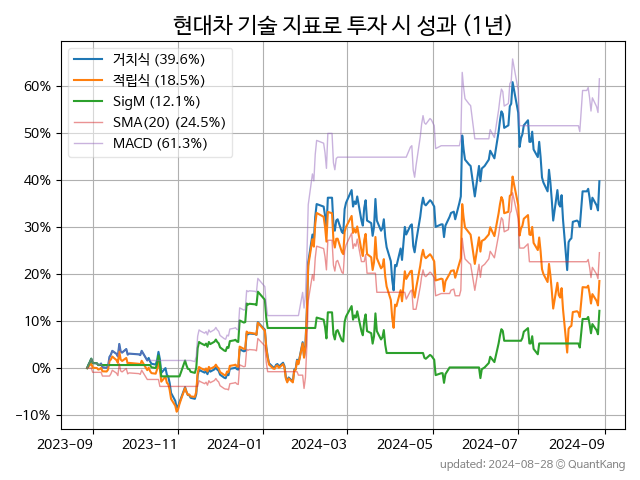 현대차 기술 지표로 투자 시 성과 (1년)
거치식 (39.6%)
적립식 (18.5%)
SigM (12.1%)
SMA(20) (24.5%)
MACD (61.3%)
60%
50%
40%
30%
20%
10%
0%
−10%
2023-09 2023-11 2024-01 2024-03 2024-05 2024-07 2024-09
updated: 2024-08-28 © QuantKang